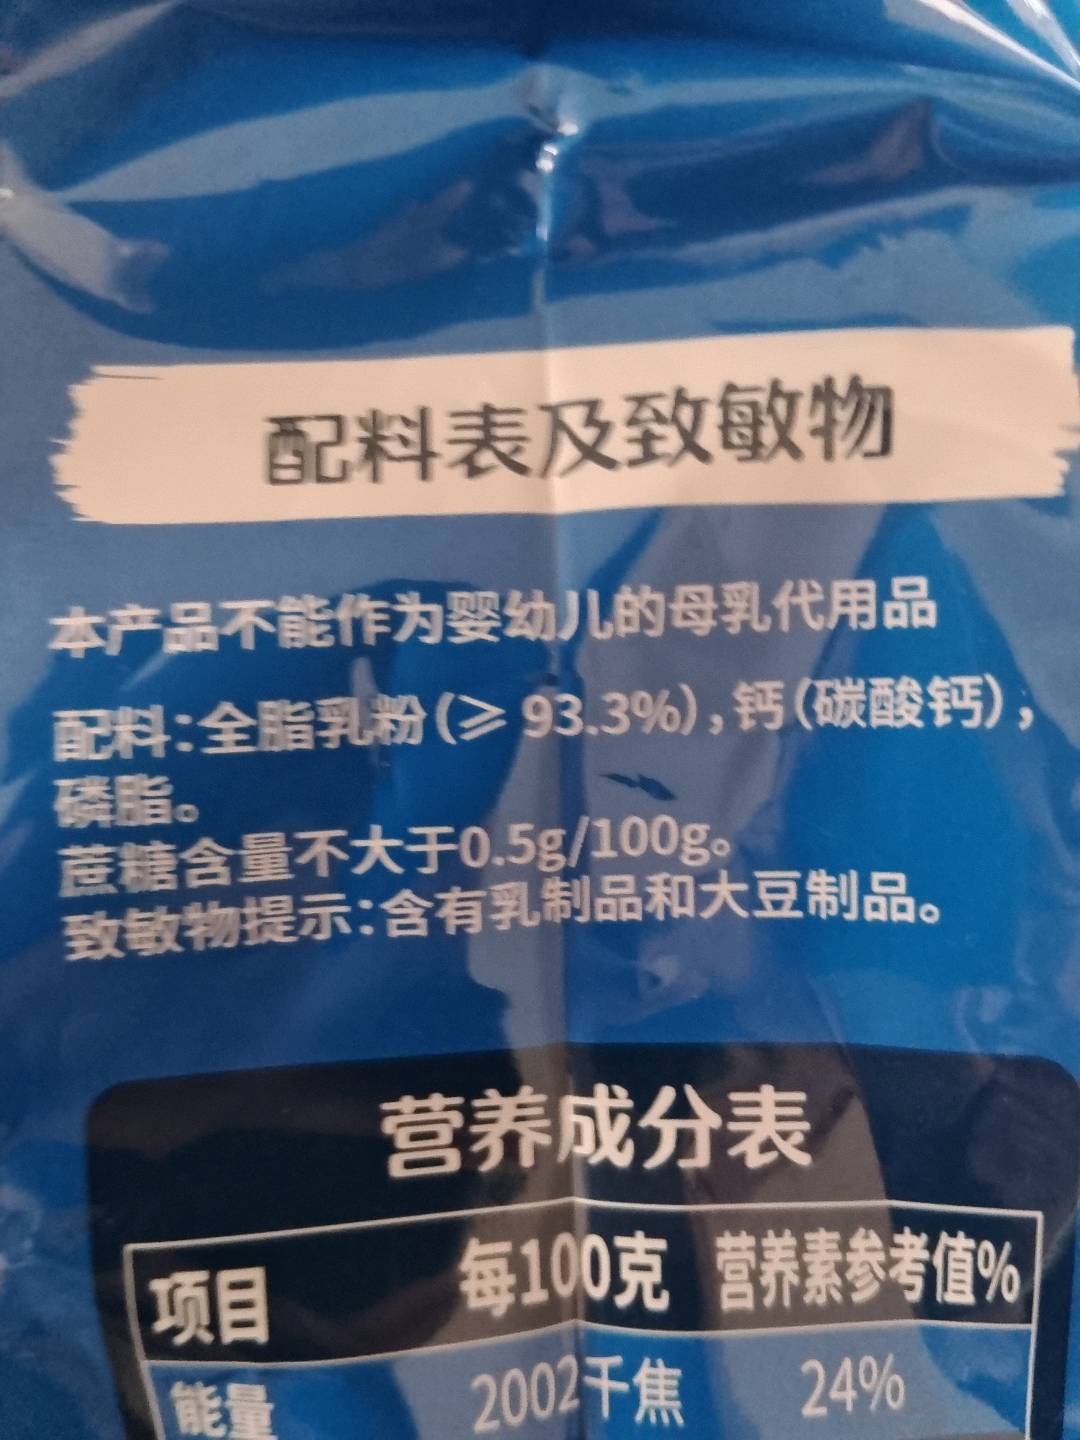 配料表及致敏物
本产品不能作为婴幼儿的母乳代用品
配料:全脂乳粉(⩾93.3%),钙(碳酸钙),
磷脂。
蔗糖含量不大于0.5g/100g。
致敏物提示:含有乳制品和大豆制品。
营养成分表
项目 每100克 营养素参考值%
能量 2002千焦 24%